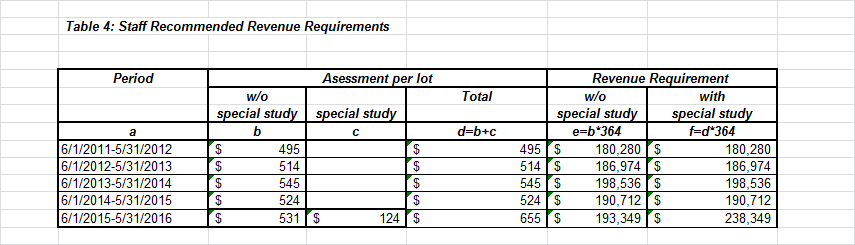 Table 4: Staff Recommended Revenue Requirements
Period Asessment per lot Revenue Requirement
w/o Total w/o with
special study special study special study special study
a b c d=b+c e=b*364 f=d*364
6/1/2011-5/31/2012 $ 495 $ 495 $ 180,280 $ 180,280
6/1/2012-5/31/2013 $ 514 $ 514 $ 186,974 $ 186,974
6/1/2013-5/31/2014 $ 545 $ 545 $ 198,536 $ 198,536
6/1/2014-5/31/2015 $ 524 $ 524 $ 190,712 $ 190,712
6/1/2015-5/31/2016 $ 531 $ 124 $ 655 $ 193,349 $ 238,349